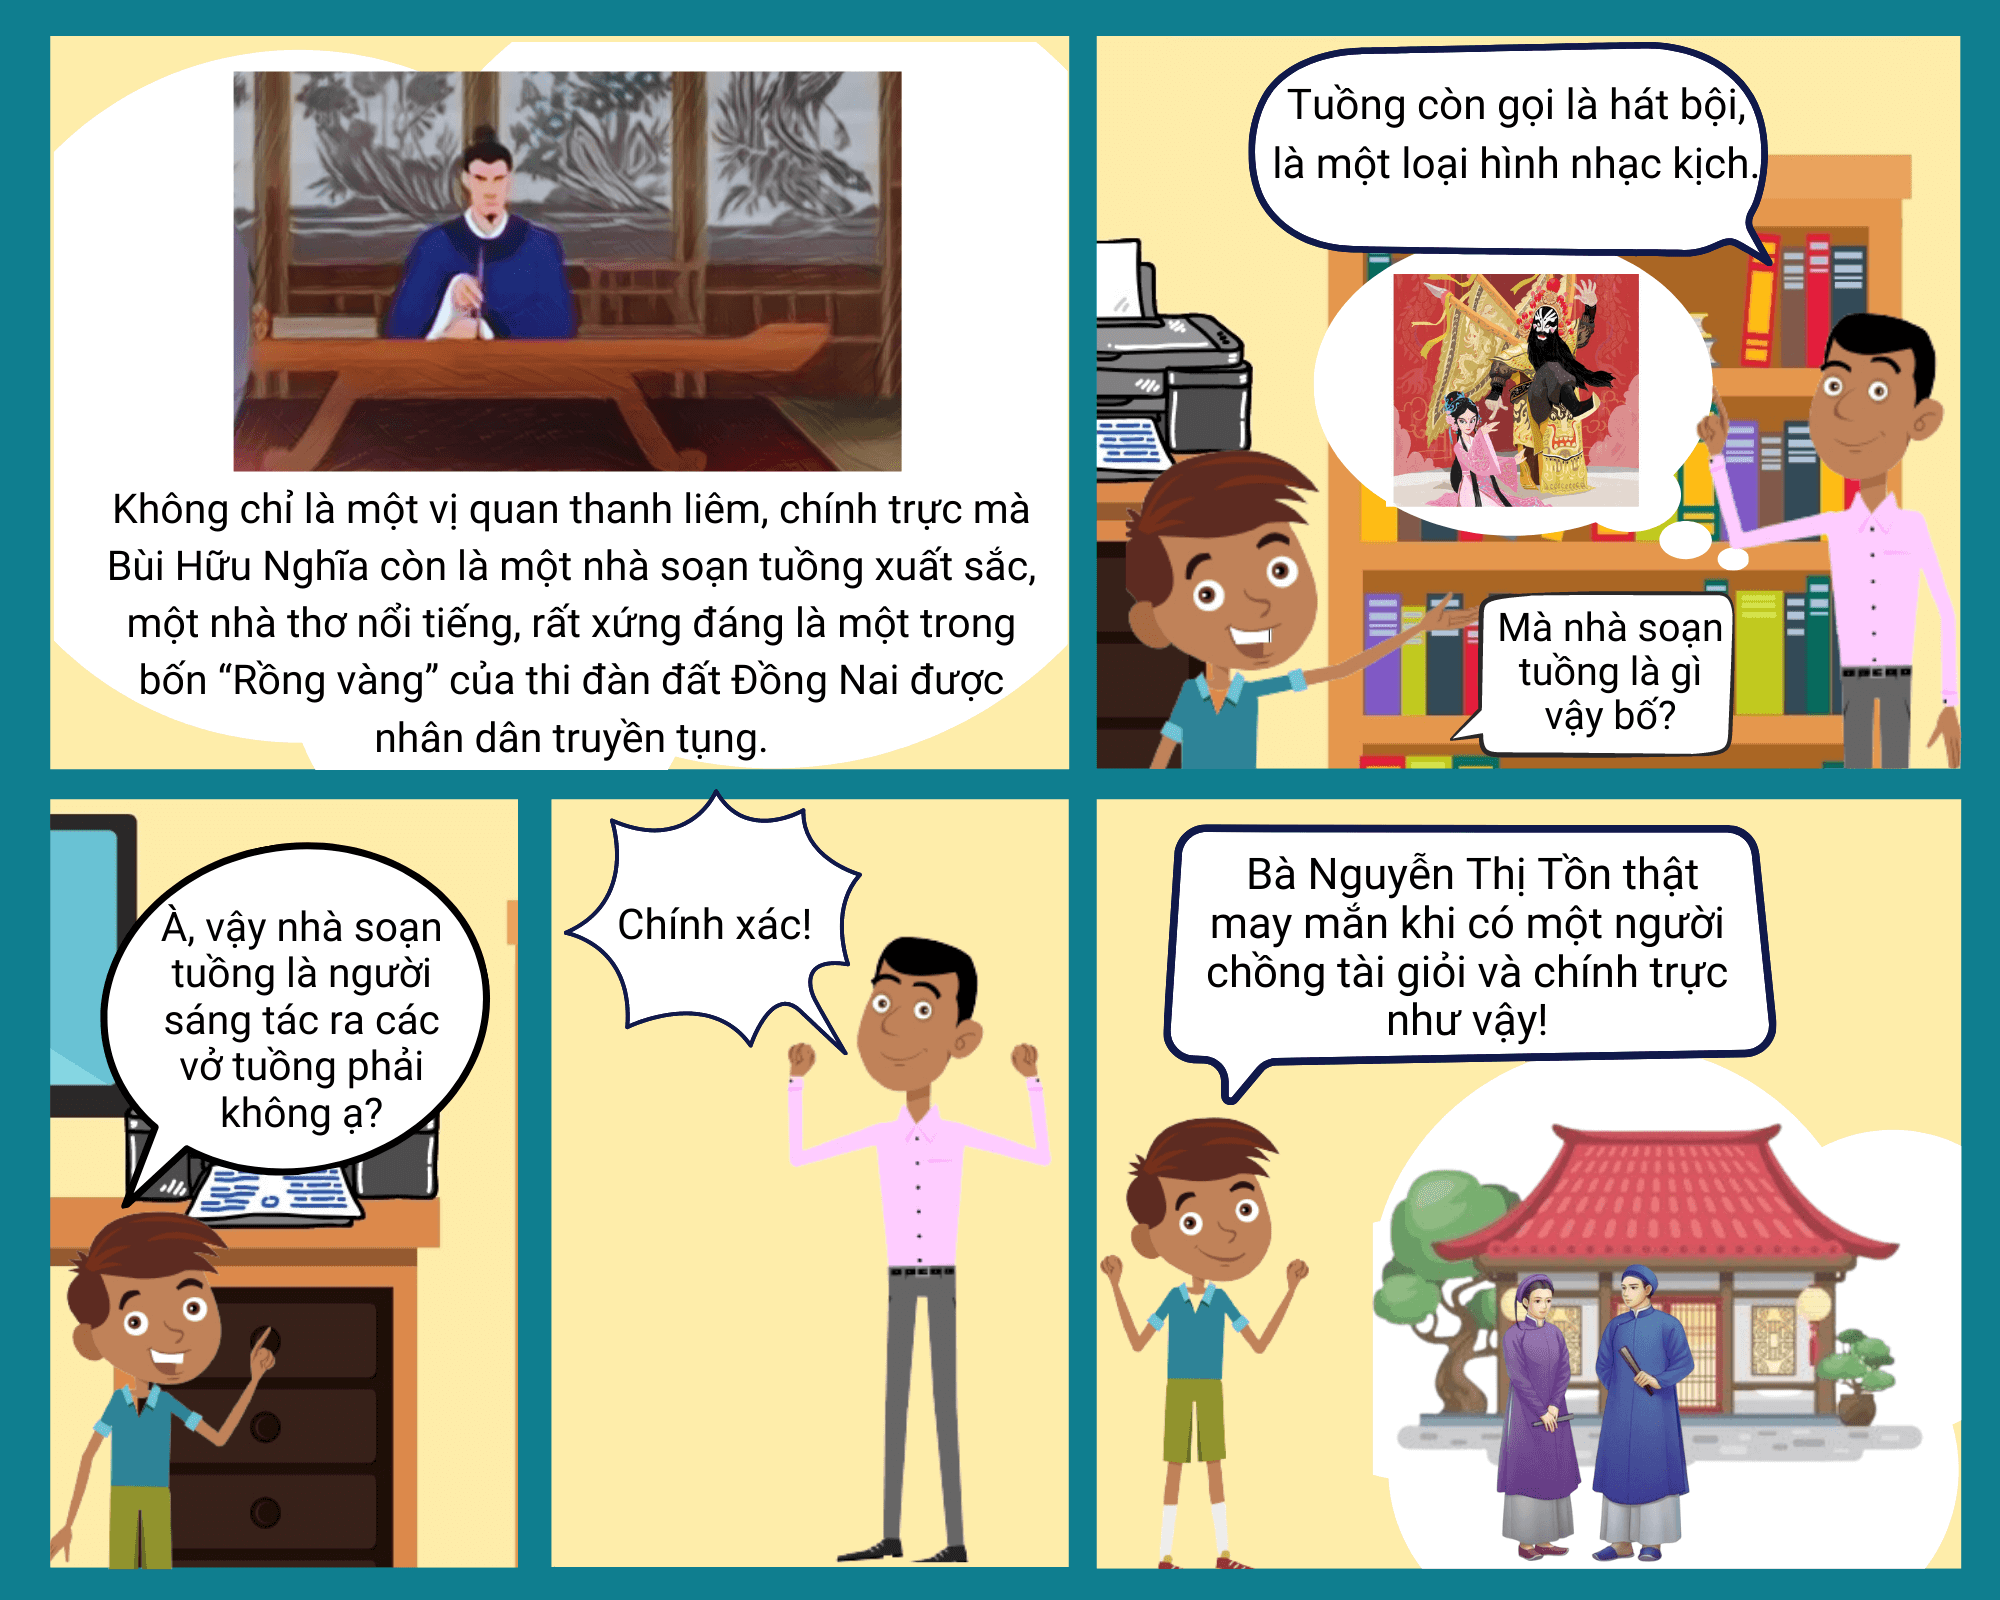 Không chỉ là một vị quan thanh liêm, chính trực mà
Bùi Hữu Nghĩa còn là một nhà soạn tuồng xuất sắc,
một nhà thơ nổi tiếng, rất xứng đáng là một trong
bốn “Rồng vàng” của thi đàn đất Đồng Nai được
nhân dân truyền tụng.
Tuồng còn gọi là hát bội,
là một loại hình nhạc kịch.
Mà nhà soạn
tuồng là gì
vậy bố?
À, vậy nhà soạn
tuồng là người
sáng tác ra các
vở tuồng phải
không ạ?
Chính xác!
Bà Nguyễn Thị Tồn thật
may mắn khi có một người
chồng tài giỏi và chính trực
như vậy!